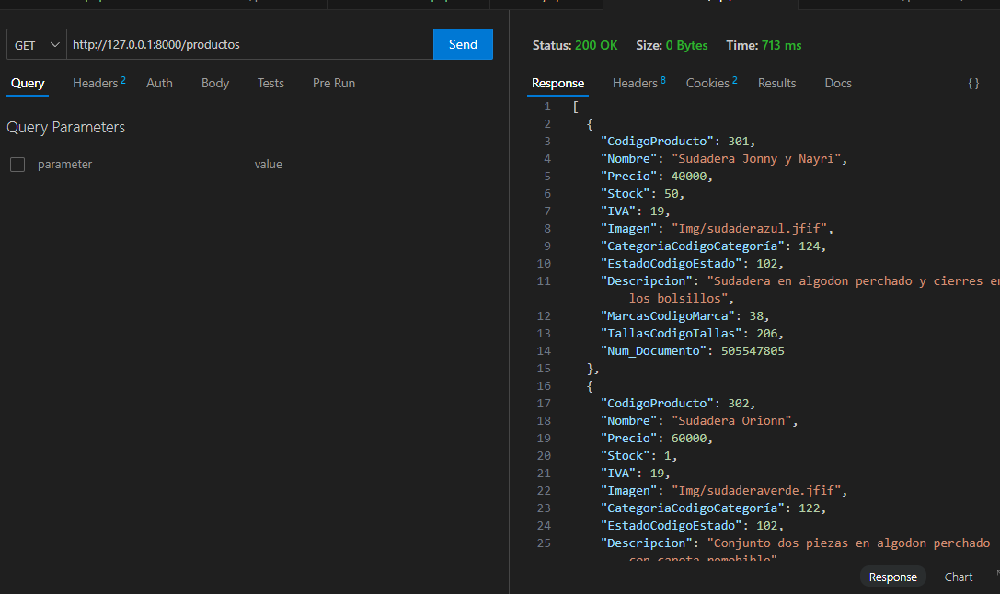 GET http://127.0.0.1:8000/productos Send
Query Headers 2 Auth Body Tests Pre Run
Query Parameters
parameter value
Status: 200 OK Size: 0 Bytes Time: 713 ms
Response Headers 8 Cookies 2 Results Docs { }
1 [
2 {
3 "CodigoProducto": 301,
4 "Nombre": "Sudadera Jonny y Nayri",
5 "Precio": 40000,
6 "Stock": 50,
7 "IVA": 19,
8 "Imagen": "Img/sudaderazul.jfif",
9 "CategoriaCodigoCategoría": 124,
10 "EstadoCodigoEstado": 102,
11 "Descripcion": "Sudadera en algodon perchado y cierres en
los bolsillos",
12 "MarcasCodigoMarca": 38,
13 "TallasCodigoTallas": 206,
14 "Num_Documento": 505547805
15 },
16 {
17 "CodigoProducto": 302,
18 "Nombre": "Sudadera Orionn",
19 "Precio": 60000,
20 "Stock": 1,
21 "IVA": 19,
22 "Imagen": "Img/sudaderaverde.jfif",
23 "CategoriaCodigoCategoría": 122,
24 "EstadoCodigoEstado": 102,
25 "Descripcion": "Conjunto dos piezas en algodon perchado
Response Chart